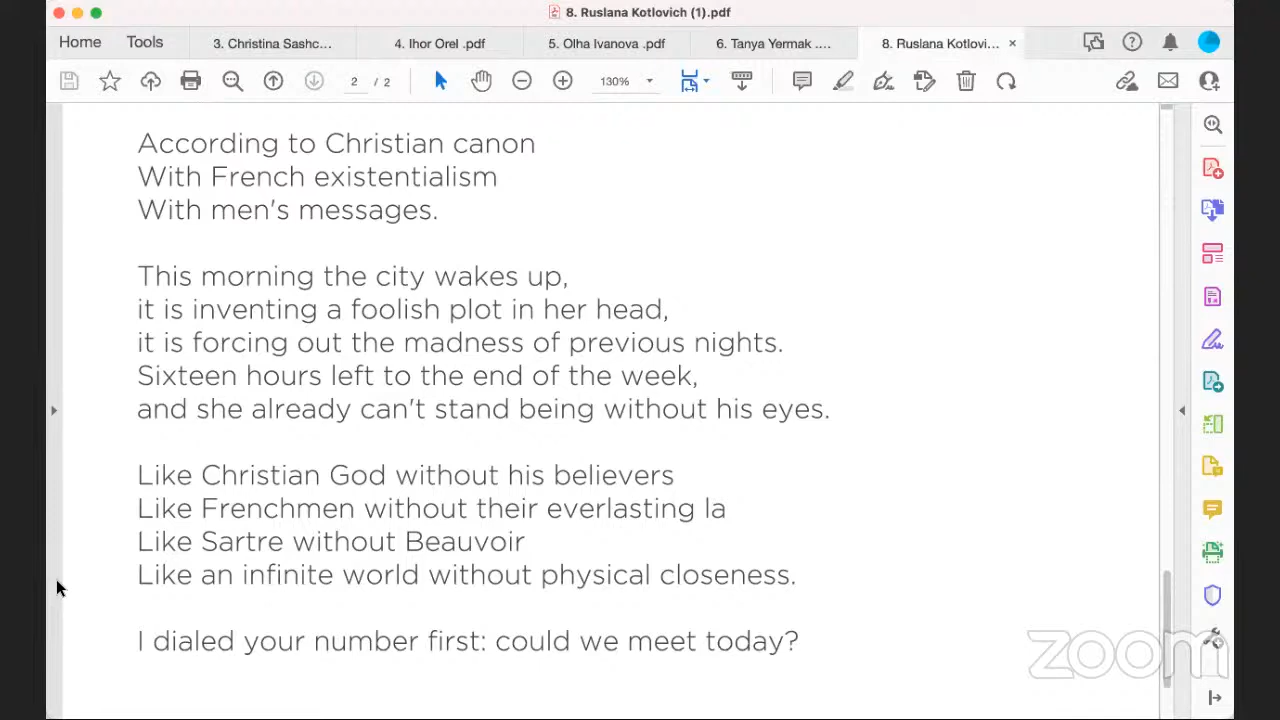 8. Ruslana Kotlovich (1).pdf
Home
Tools
3. Christina Sashc...
4. Ihor Orel .pdf
5. Olha Ivanova .pdf
6. Tanya Yermak ....
8. Ruslana Kotlovi...
2 / 2
130%
According to Christian canon
With French existentialism
With men's messages.
This morning the city wakes up,
it is inventing a foolish plot in her head,
it is forcing out the madness of previous nights.
Sixteen hours left to the end of the week,
and she already can't stand being without his eyes.
Like Christian God without his believers
Like Frenchmen without their everlasting la
Like Sartre without Beauvoir
Like an infinite world without physical closeness.
I dialed your number first: could we meet today?
zoom